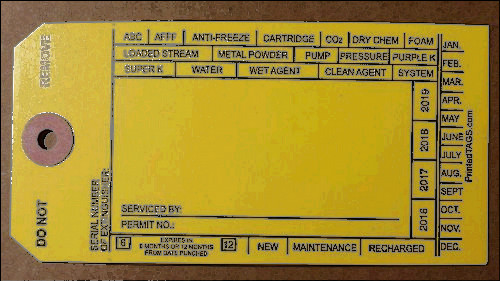 ABC AFFF ANTI-FREEZE CARTRIDGE CO2 DRY CHEM FOAM
LOADED STREAM METAL POWDER PUMP PRESSURE PURPLE K
SUPER K WATER WET AGENT CLEAN AGENT SYSTEM
JAN.
FEB.
MAR.
APR.
MAY
JUNE
JULY
AUG.
SEPT
OCT.
NOV.
DEC.
2019
2018
2017
2016
PrintedTAGS.com
DO NOT REMOVE
SERIAL NUMBER
OF EXTINGUISHER:
SERVICED BY:
PERMIT NO.:
6 EXPIRES IN 12 NEW MAINTENANCE RECHARGED
6 MONTHS OR 12 MONTHS
FROM DATE PUNCHED